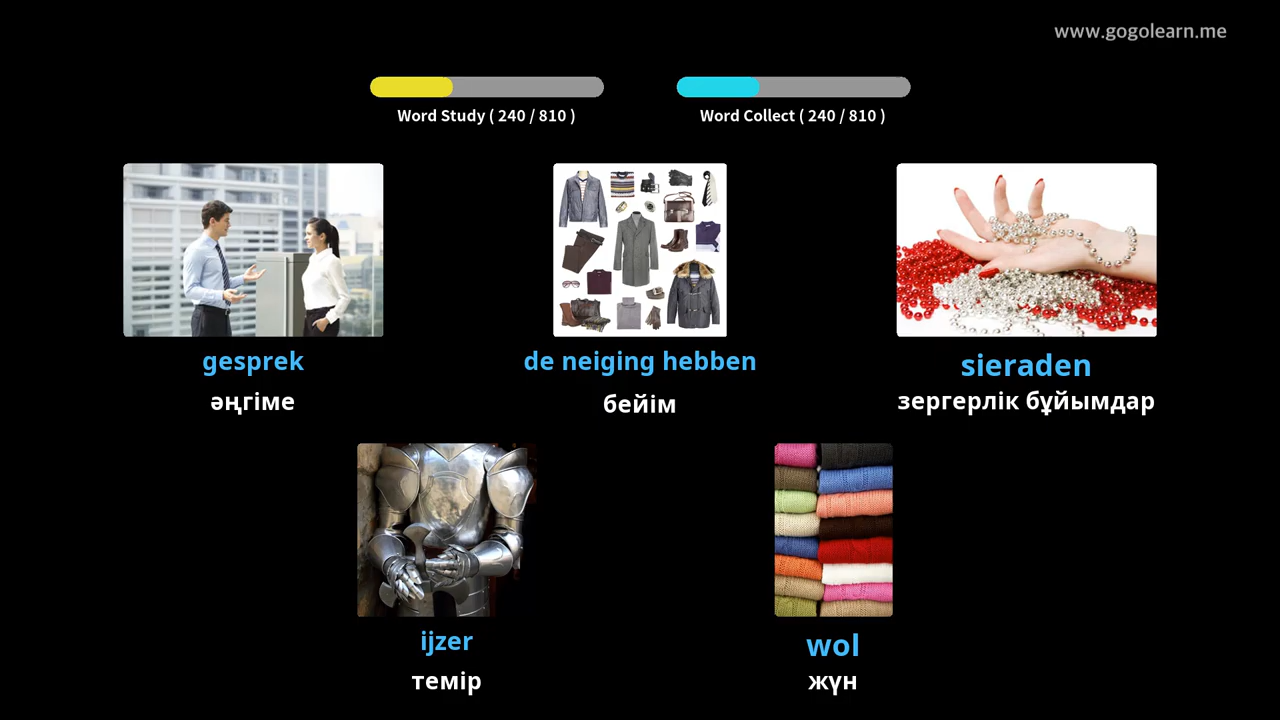 www.gogolearn.me
Word Study ( 240 / 810 )
Word Collect ( 240 / 810 )
gesprek
әңгіме
de neiging hebben
бейім
sieraden
зергерлік бұйымдар
ijzer
темір
wol
жүн